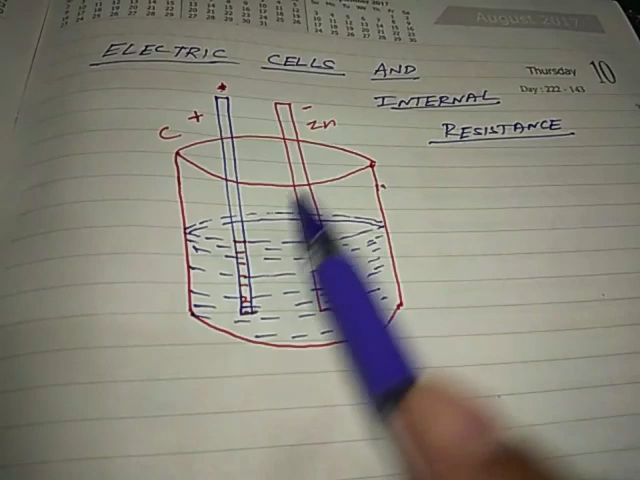 August 2017
Thursday 10
Day : 222 - 143
ELECTRIC CELLS AND
INTERNAL
RESISTANCE
+
-
C
Zn